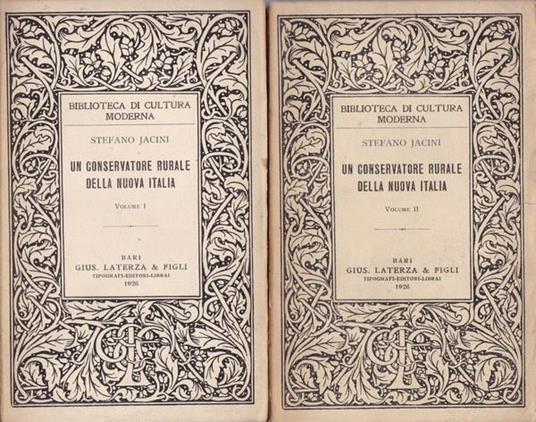 BIBLIOTECA DI CULTURA
MODERNA
STEFANO JACINI
UN CONSERVATORE RURALE
DELLA NUOVA ITALIA
VOLUME I
BARI
GIUS. LATERZA & FIGLI
TIPOGRAFI-EDITORI-LIBRAI
1926
BIBLIOTECA DI CULTURA
MODERNA
STEFANO JACINI
UN CONSERVATORE RURALE
DELLA NUOVA ITALIA
VOLUME II
BARI
GIUS. LATERZA & FIGLI
TIPOGRAFI-EDITORI-LIBRAI
1926